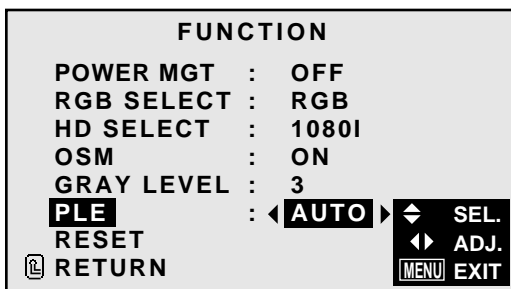 FUNCTION
POWER MGT : OFF
RGB SELECT : RGB
HD SELECT : 1080I
OSM : ON
GRAY LEVEL : 3
PLE : AUTO SEL.
RESET ADJ.
RETURN MENU EXIT